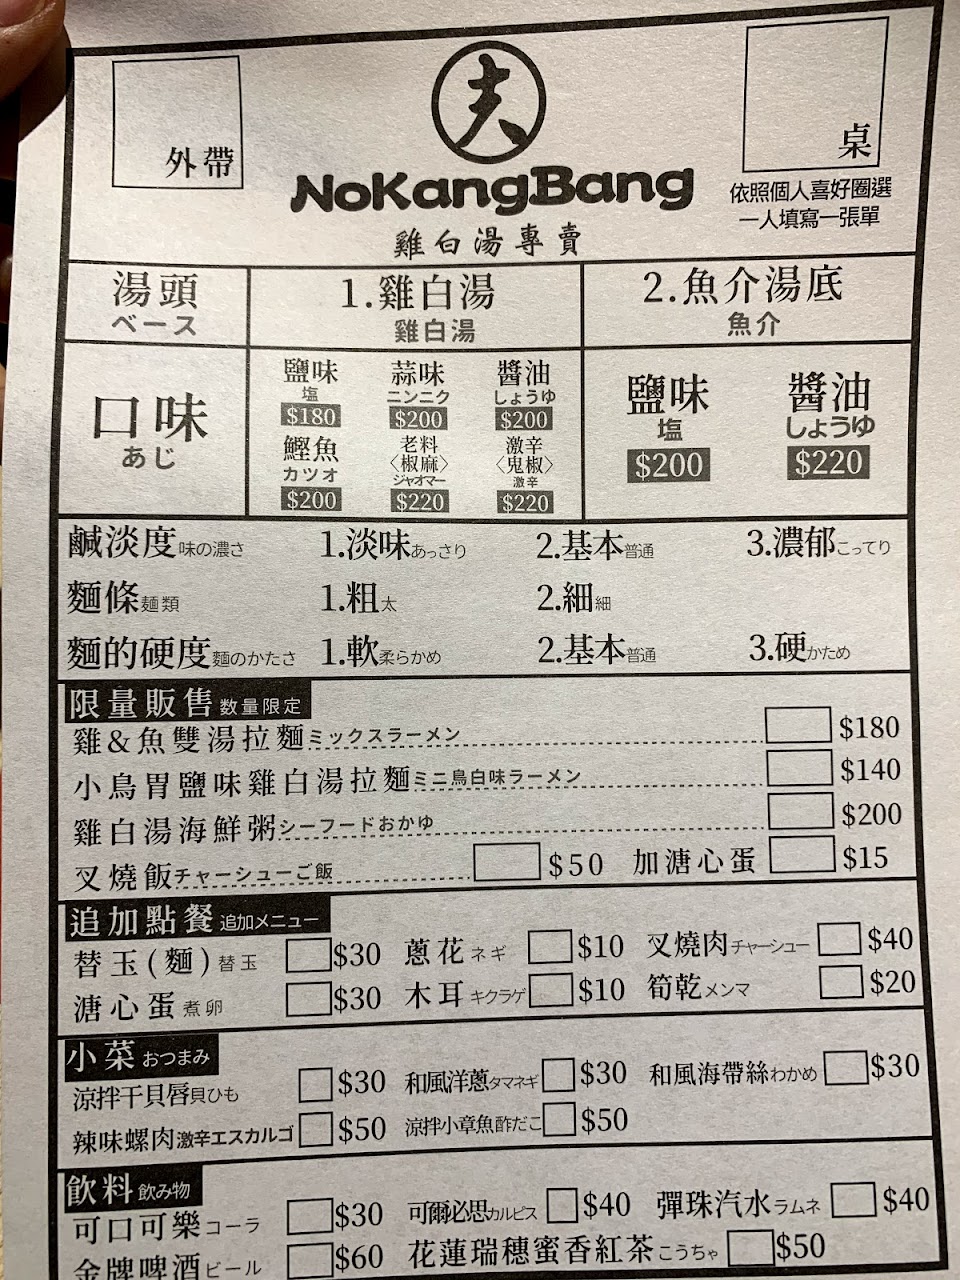 外帶
夫
桌
NoKangBang
依照個人喜好圈選
一人填寫一張單
雞白湯專賣
湯頭 ベース
1.雞白湯 雞白湯
2.魚介湯底 魚介
口味 あじ
鹽味 塩 $180
蒜味 ニンニク $200
醬油 しょうゆ $200
鰹魚 カツオ $200
老料〈椒麻〉 ジャオマー $220
激辛〈鬼椒〉 激辛 $220
鹽味 塩 $200
醬油 しょうゆ $220
鹹淡度 味の濃さ 1.淡味 あっさり 2.基本 普通 3.濃郁 こってり
麵條 麺類 1.粗 太 2.細 細
麵的硬度 麺のかたさ 1.軟 柔らかめ 2.基本 普通 3.硬 かため
限量販售 数量限定
雞&魚雙湯拉麵 ミックスラーメン $180
小鳥胃鹽味雞白湯拉麵 ミニ鳥白味ラーメン $140
雞白湯海鮮粥 シーフードおかゆ $200
叉燒飯 チャーシューご飯 $50 加溏心蛋 $15
追加點餐 追加メニュー
替玉(麵) 替玉 $30 蔥花 ネギ $10 叉燒肉 チャーシュー $40
溏心蛋 煮卵 $30 木耳 キクラゲ $10 筍乾 メンマ $20
小菜 おつまみ
涼拌干貝唇 貝ひも $30 和風洋蔥 タマネギ $30 和風海帶絲 わかめ $30
辣味螺肉 激辛エスカルゴ $50 涼拌小章魚 酢だこ $50
飲料 飲み物
可口可樂 コーラ $30 可爾必思 カルピス $40 彈珠汽水 ラムネ $40
金牌啤酒 ビール $60 花蓮瑞穗蜜香紅茶 こうちゃ $50